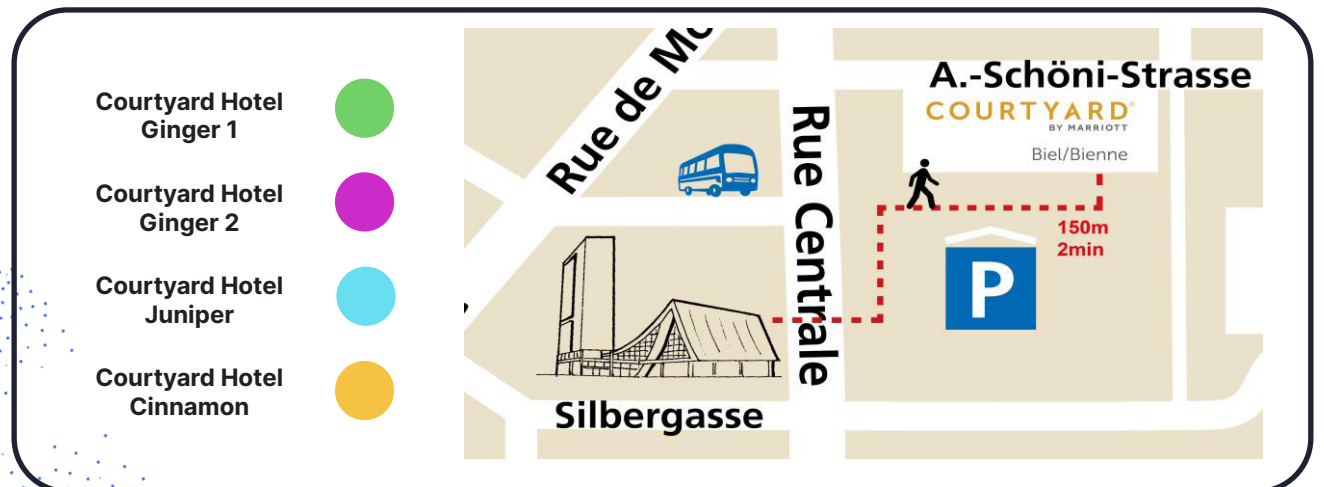 Courtyard Hotel
Ginger 1
Courtyard Hotel
Ginger 2
Courtyard Hotel
Juniper
Courtyard Hotel
Cinnamon
Rue de Mo
A.-Schöni-Strasse
COURTYARD®
BY MARRIOTT
Biel/Bienne
Rue Centrale
150m
2min
P
Silbergasse